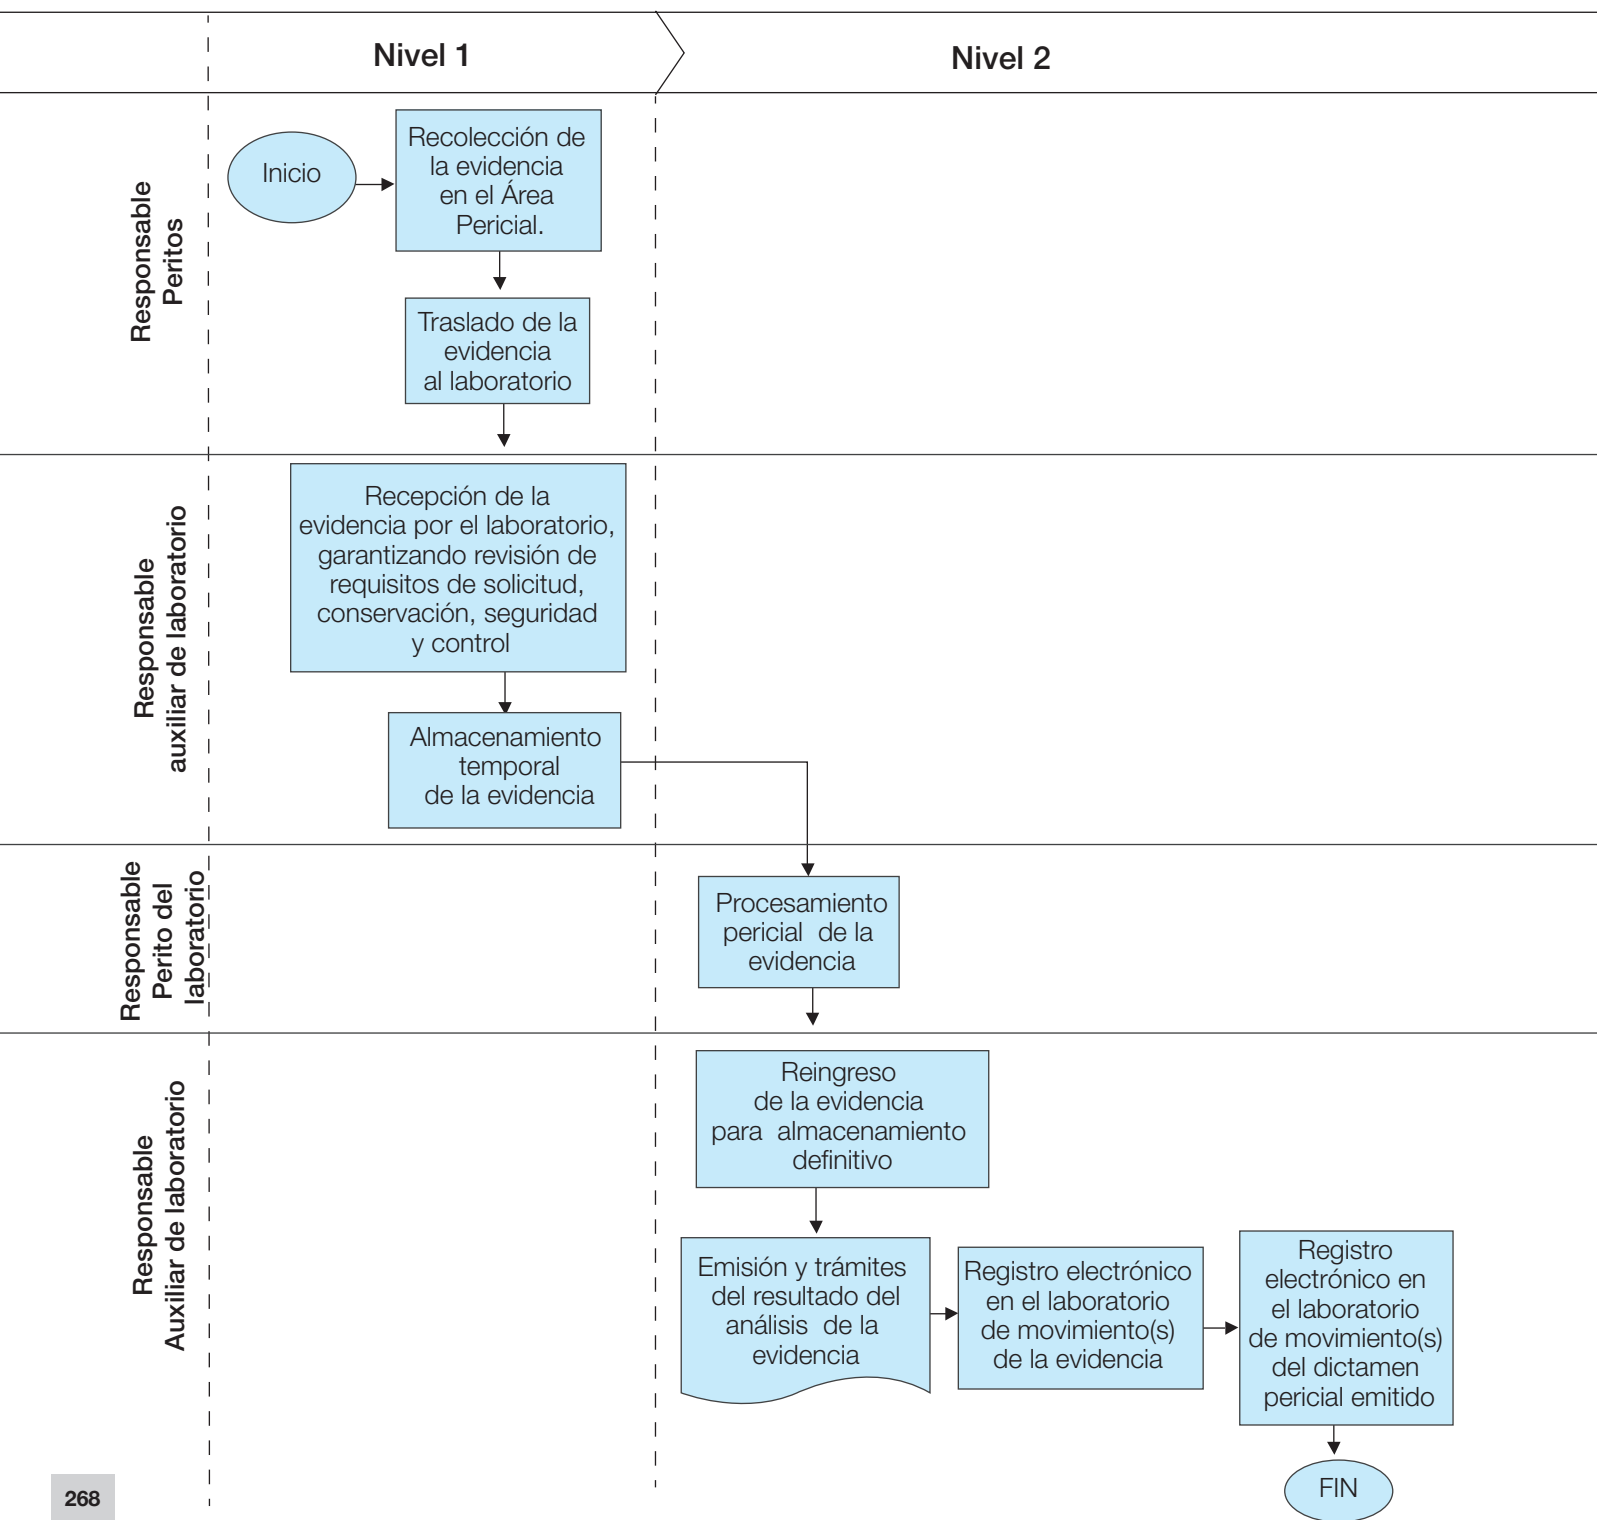 Nivel 1
Nivel 2
Responsable
Peritos
Inicio
Recolección de
la evidencia
en el Área
Pericial.
Traslado de la
evidencia
al laboratorio
Responsable
auxiliar de laboratorio
Recepción de la
evidencia por el laboratorio,
garantizando revisión de
requisitos de solicitud,
conservación, seguridad
y control
Almacenamiento
temporal
de la evidencia
Responsable
Perito del
laboratorio
Procesamiento
pericial de la
evidencia
Responsable
Auxiliar de laboratorio
Reingreso
de la evidencia
para almacenamiento
definitivo
Emisión y trámites
del resultado del
análisis de la
evidencia
Registro electrónico
en el laboratorio
de movimiento(s)
de la evidencia
Registro
electrónico en
el laboratorio
de movimiento(s)
del dictamen
pericial emitido
FIN
268